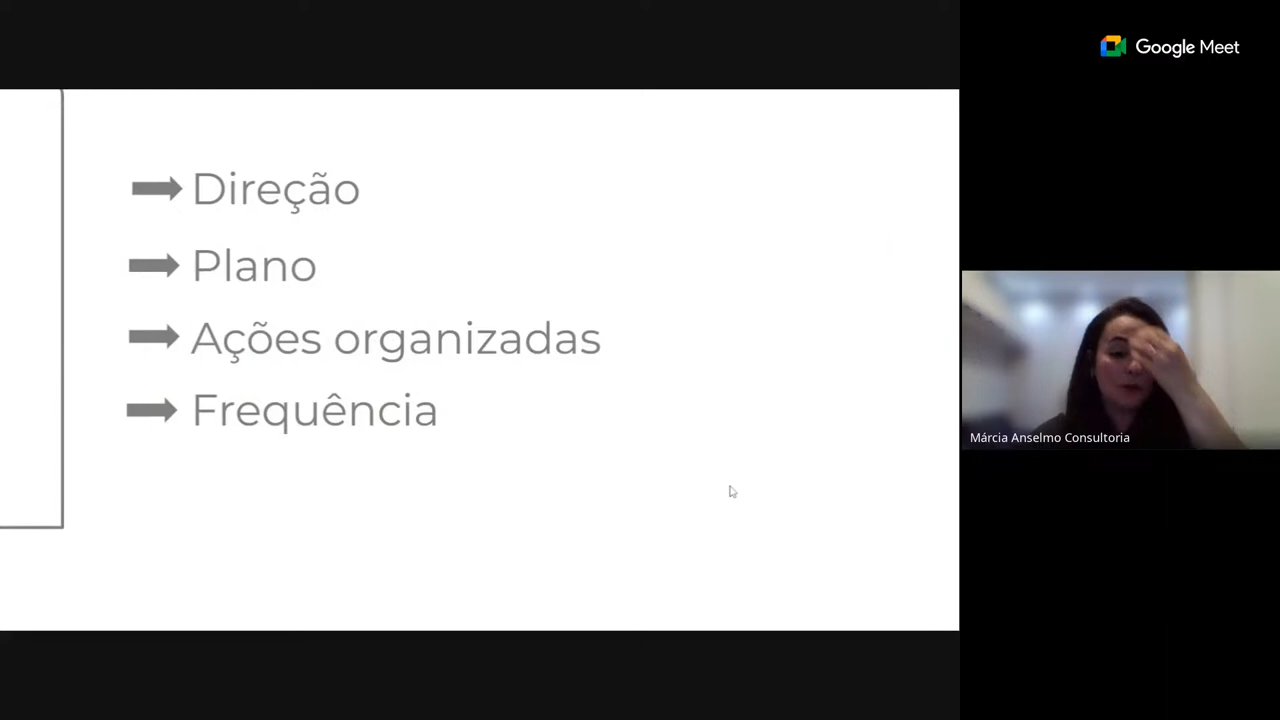 Google Meet
Direção
Plano
Ações organizadas
Frequência
Márcia Anselmo Consultoria